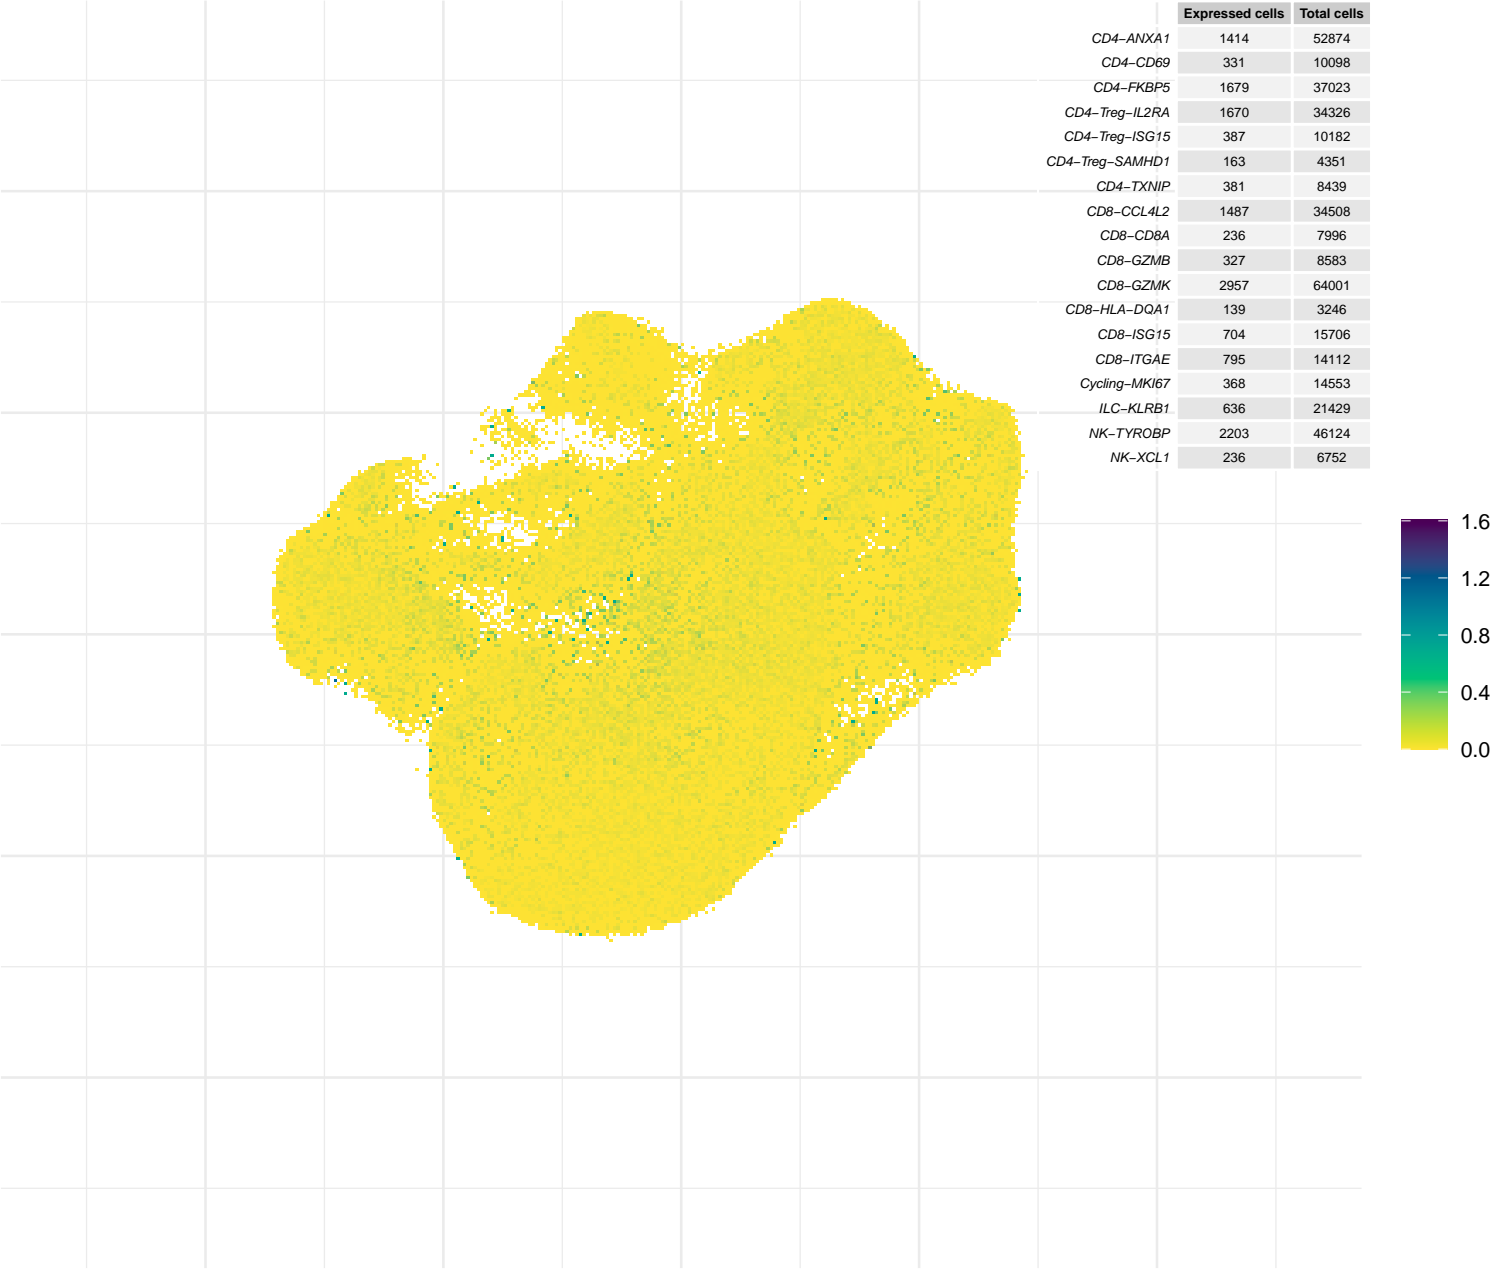 Expressed cells Total cells
CD4−ANXA1 1414 52874
CD4−CD69 331 10098
CD4−FKBP5 1679 37023
CD4−Treg−IL2RA 1670 34326
CD4−Treg−ISG15 387 10182
CD4−Treg−SAMHD1 163 4351
CD4−TXNIP 381 8439
CD8−CCL4L2 1487 34508
CD8−CD8A 236 7996
CD8−GZMB 327 8583
CD8−GZMK 2957 64001
CD8−HLA−DQA1 139 3246
CD8−ISG15 704 15706
CD8−ITGAE 795 14112
Cycling−MKI67 368 14553
ILC−KLRB1 636 21429
NK−TYROBP 2203 46124
NK−XCL1 236 6752
1.6
1.2
0.8
0.4
0.0